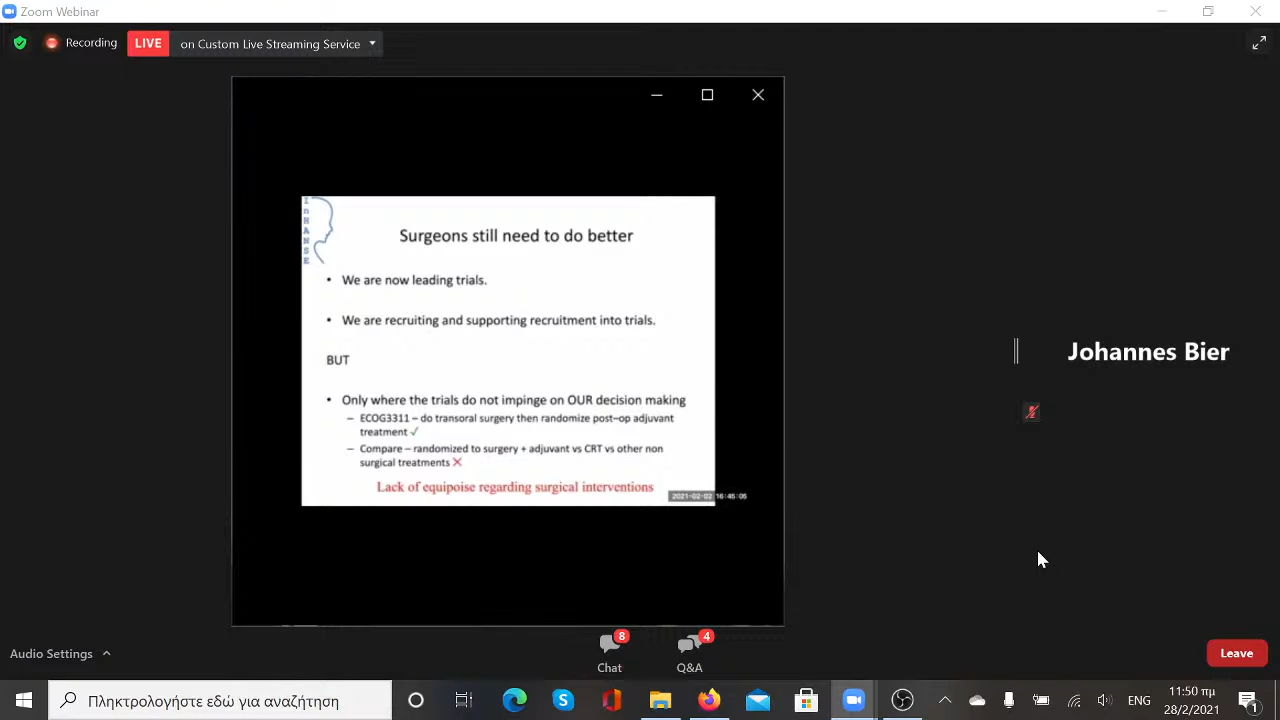 Zoom Webinar
Recording
LIVE
on Custom Live Streaming Service
InHANSE
Surgeons still need to do better
• We are now leading trials.
• We are recruiting and supporting recruitment into trials.
BUT
• Only where the trials do not impinge on OUR decision making
– ECOG3311 – do transoral surgery then randomize post–op adjuvant
treatment ✓
– Compare – randomized to surgery + adjuvant vs CRT vs other non
surgical treatments ✕
Lack of equipoise regarding surgical interventions
2021-02-02 16:45:05
Johannes Bier
Audio Settings
8
Chat
4
Q&A
Leave
Πληκτρολογήστε εδώ για αναζήτηση
ENG
11:50 πμ
28/2/2021
1